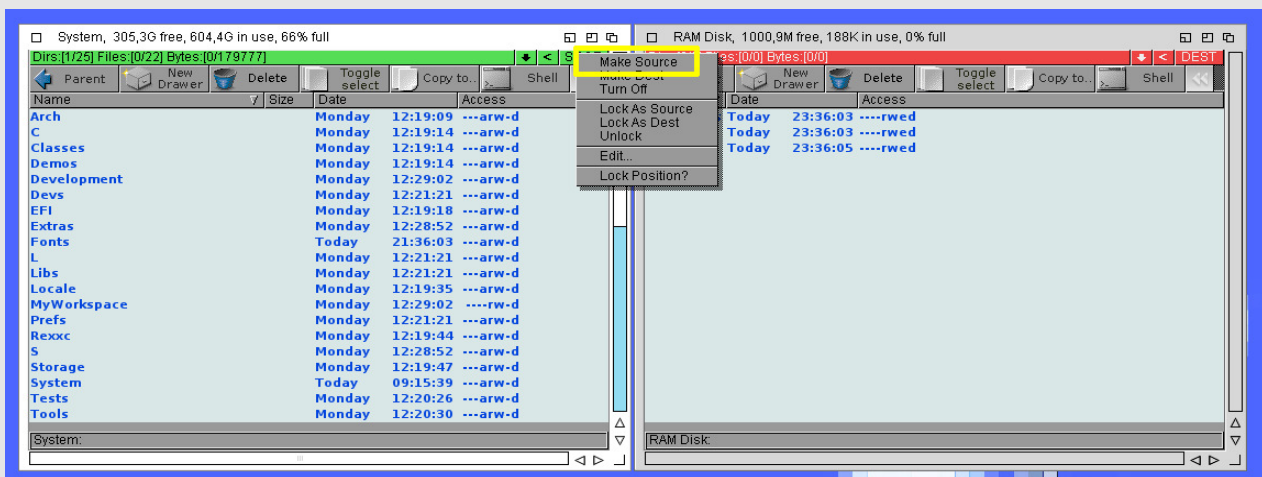 System, 305,3G free, 604,4G in use, 66% full
Dirs:[1/25] Files:[0/22] Bytes:[0/179777]
Parent New Drawer Delete Toggle select Copy to.. Shell
Name Size Date Access
Arch Monday 12:19:09 ---arw-d
C Monday 12:19:14 ---arw-d
Classes Monday 12:19:14 ---arw-d
Demos Monday 12:19:14 ---arw-d
Development Monday 12:29:02 ---arw-d
Devs Monday 12:21:21 ---arw-d
EFI Monday 12:19:18 ---arw-d
Extras Monday 12:28:52 ---arw-d
Fonts Today 21:36:03 ---arw-d
L Monday 12:21:21 ---arw-d
Libs Monday 12:21:21 ---arw-d
Locale Monday 12:19:35 ---arw-d
MyWorkspace Monday 12:29:02 ----rw-d
Prefs Monday 12:21:21 ---arw-d
Rexxc Monday 12:19:44 ---arw-d
S Monday 12:28:52 ---arw-d
Storage Monday 12:19:47 ---arw-d
System Today 09:15:39 ---arw-d
Tests Monday 12:20:26 ---arw-d
Tools Monday 12:20:30 ---arw-d
System:
Make Source
Make Dest
Turn Off
Lock As Source
Lock As Dest
Unlock
Edit...
Lock Position?
RAM Disk, 1000,9M free, 188K in use, 0% full
[0/0] Bytes:[0/0] DEST
New Drawer Delete Toggle select Copy to.. Shell
Date Access
Today 23:36:03 ----rwed
Today 23:36:03 ----rwed
Today 23:36:05 ----rwed
RAM Disk: